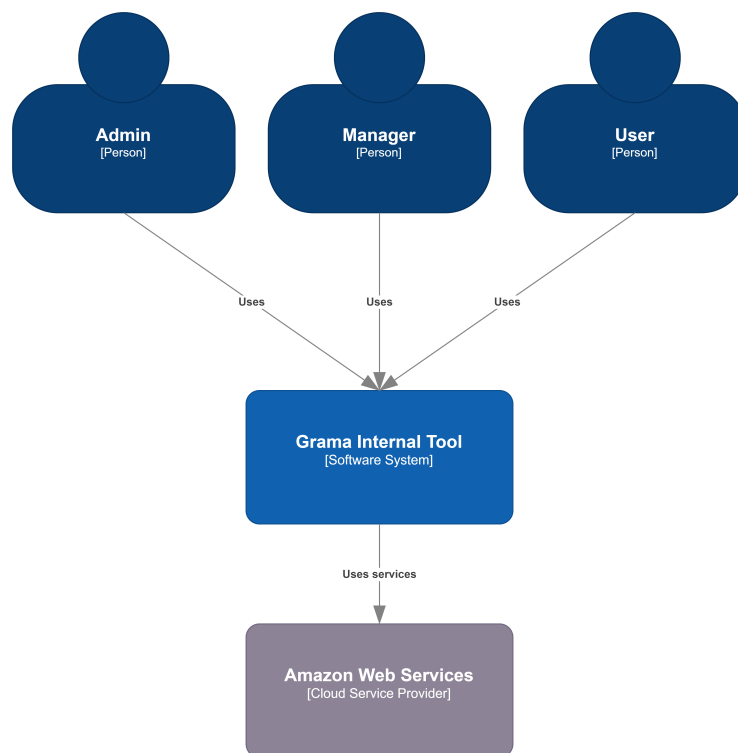 Admin
[Person]
Manager
[Person]
User
[Person]
Uses
Uses
Uses
Grama Internal Tool
[Software System]
Uses services
Amazon Web Services
[Cloud Service Provider]